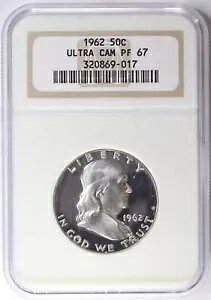 1962 50C
ULTRA CAM PF 67
320869-017
LIBERTY
1962
IN GOD WE TRUST